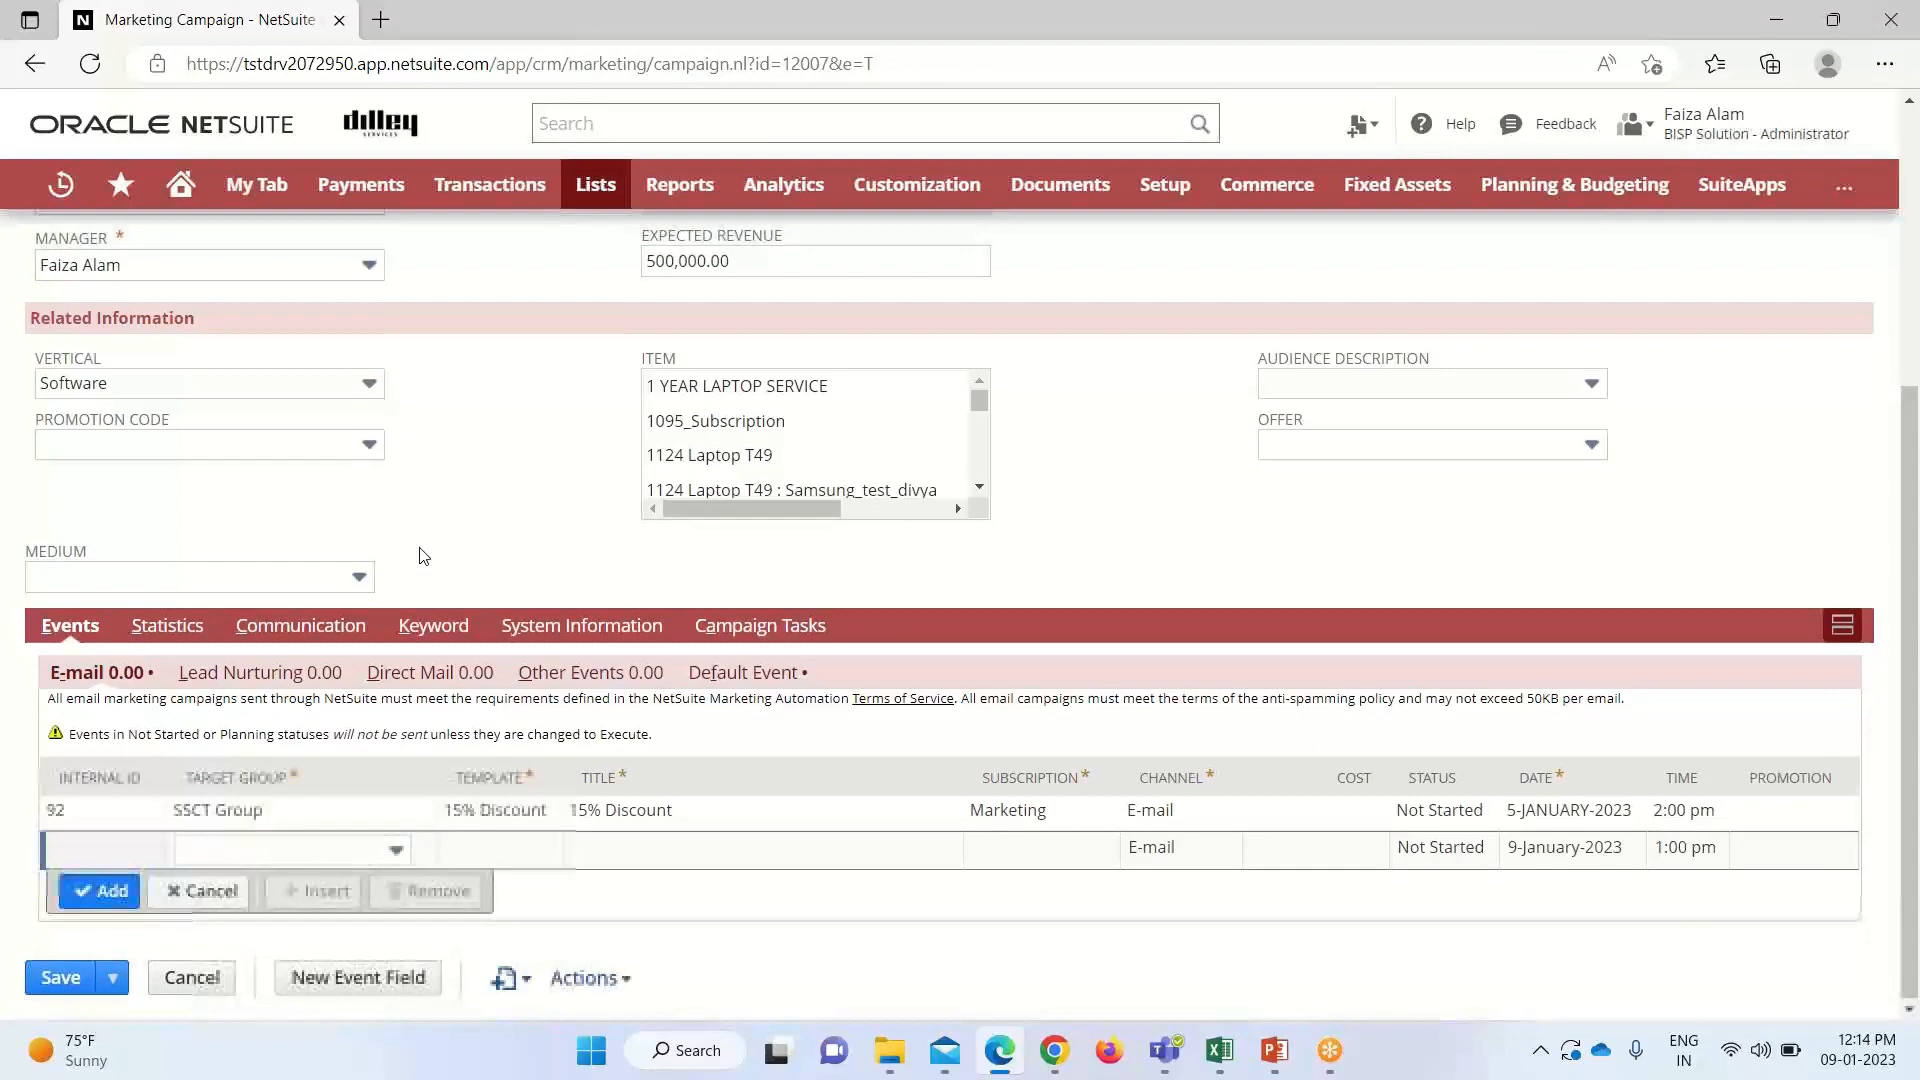 Marketing Campaign - NetSuite
https://tstdrv2072950.app.netsuite.com/app/crm/marketing/campaign.nl?id=12007&e=T
ORACLE NETSUITE
dilley
SERVICES
Search
Help
Feedback
Faiza Alam
BISP Solution - Administrator
My Tab Payments Transactions Lists Reports Analytics Customization Documents Setup Commerce Fixed Assets Planning & Budgeting SuiteApps ...
MANAGER *
Faiza Alam
EXPECTED REVENUE
500,000.00
Related Information
VERTICAL
Software
PROMOTION CODE
ITEM
1 YEAR LAPTOP SERVICE
1095_Subscription
1124 Laptop T49
1124 Laptop T49 : Samsung_test_divya
AUDIENCE DESCRIPTION
OFFER
MEDIUM
Events Statistics Communication Keyword System Information Campaign Tasks
E-mail 0.00 • Lead Nurturing 0.00 Direct Mail 0.00 Other Events 0.00 Default Event •
All email marketing campaigns sent through NetSuite must meet the requirements defined in the NetSuite Marketing Automation Terms of Service. All email campaigns must meet the terms of the anti-spamming policy and may not exceed 50KB per email.
Events in Not Started or Planning statuses will not be sent unless they are changed to Execute.
INTERNAL ID TARGET GROUP * TEMPLATE * TITLE * SUBSCRIPTION * CHANNEL * COST STATUS DATE * TIME PROMOTION
92 SSCT Group 15% Discount 15% Discount Marketing E-mail Not Started 5-JANUARY-2023 2:00 pm
E-mail Not Started 9-January-2023 1:00 pm
Add Cancel Insert Remove
Save Cancel New Event Field Actions
75°F
Sunny
Search
ENG
IN
12:14 PM
09-01-2023